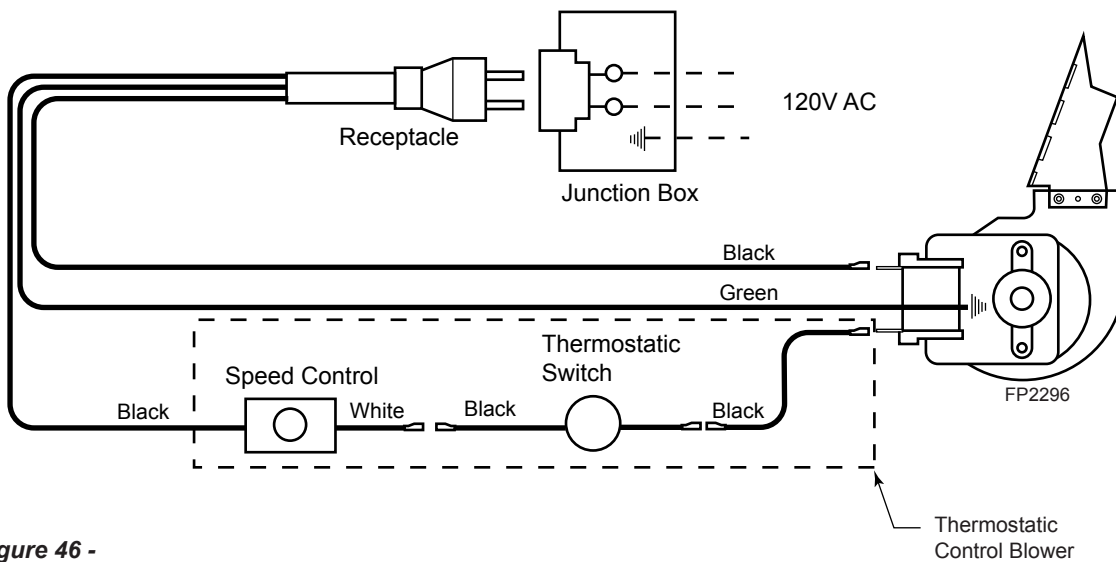 120V AC
Receptacle
Junction Box
Black
Green
Thermostatic
Switch
Speed Control
Black
White
Black
Black
FP2296
Thermostatic
Control Blower
gure 46 -